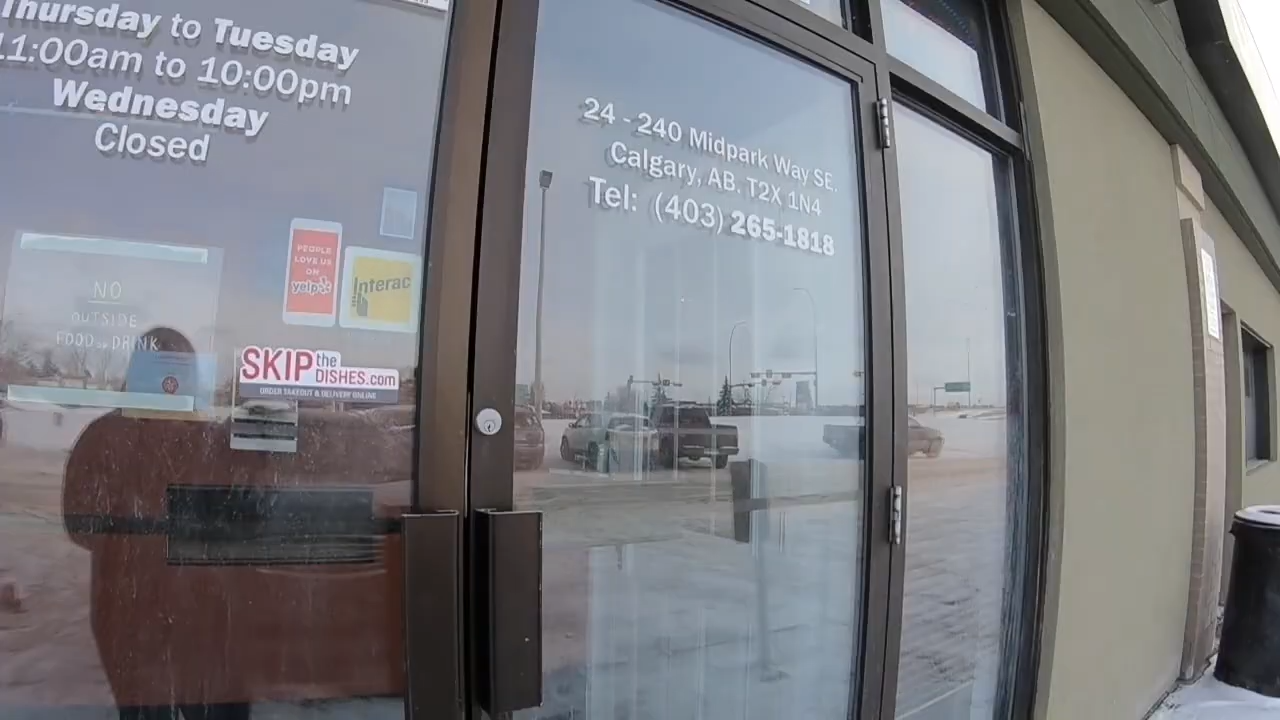 Thursday to Tuesday
11:00am to 10:00pm
Wednesday
Closed
24 - 240 Midpark Way SE.
Calgary, AB. T2X 1N4
Tel: (403) 265-1818
PEOPLE
LOVE US
ON
yelp
Interac
NO
OUTSIDE
FOOD or DRINK
SKIP the
DISHES.com
ORDER TAKEOUT & DELIVERY ONLINE